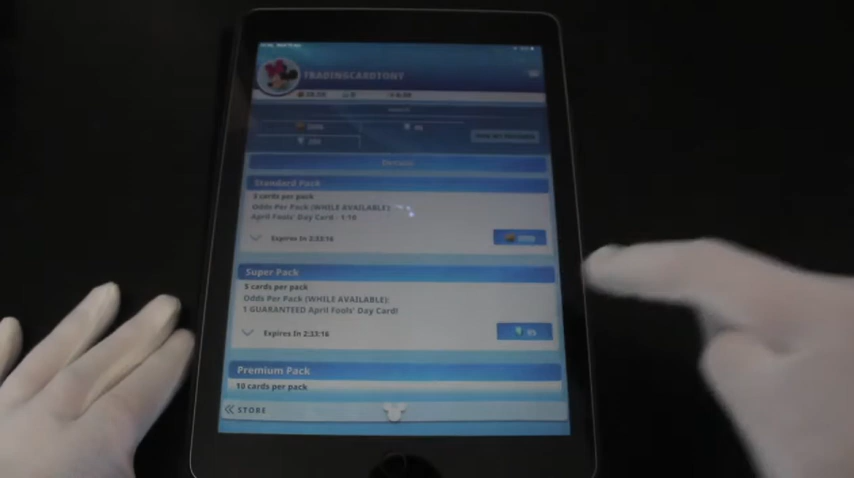 TRADINGCARDTONY
Details
Standard Pack
3 cards per pack
Odds Per Pack (WHILE AVAILABLE):
April Fools' Day Card - 1:10
Expires In 2:33:16
Super Pack
5 cards per pack
Odds Per Pack (WHILE AVAILABLE):
1 GUARANTEED April Fools' Day Card!
Expires In 2:33:16
95
Premium Pack
10 cards per pack
STORE